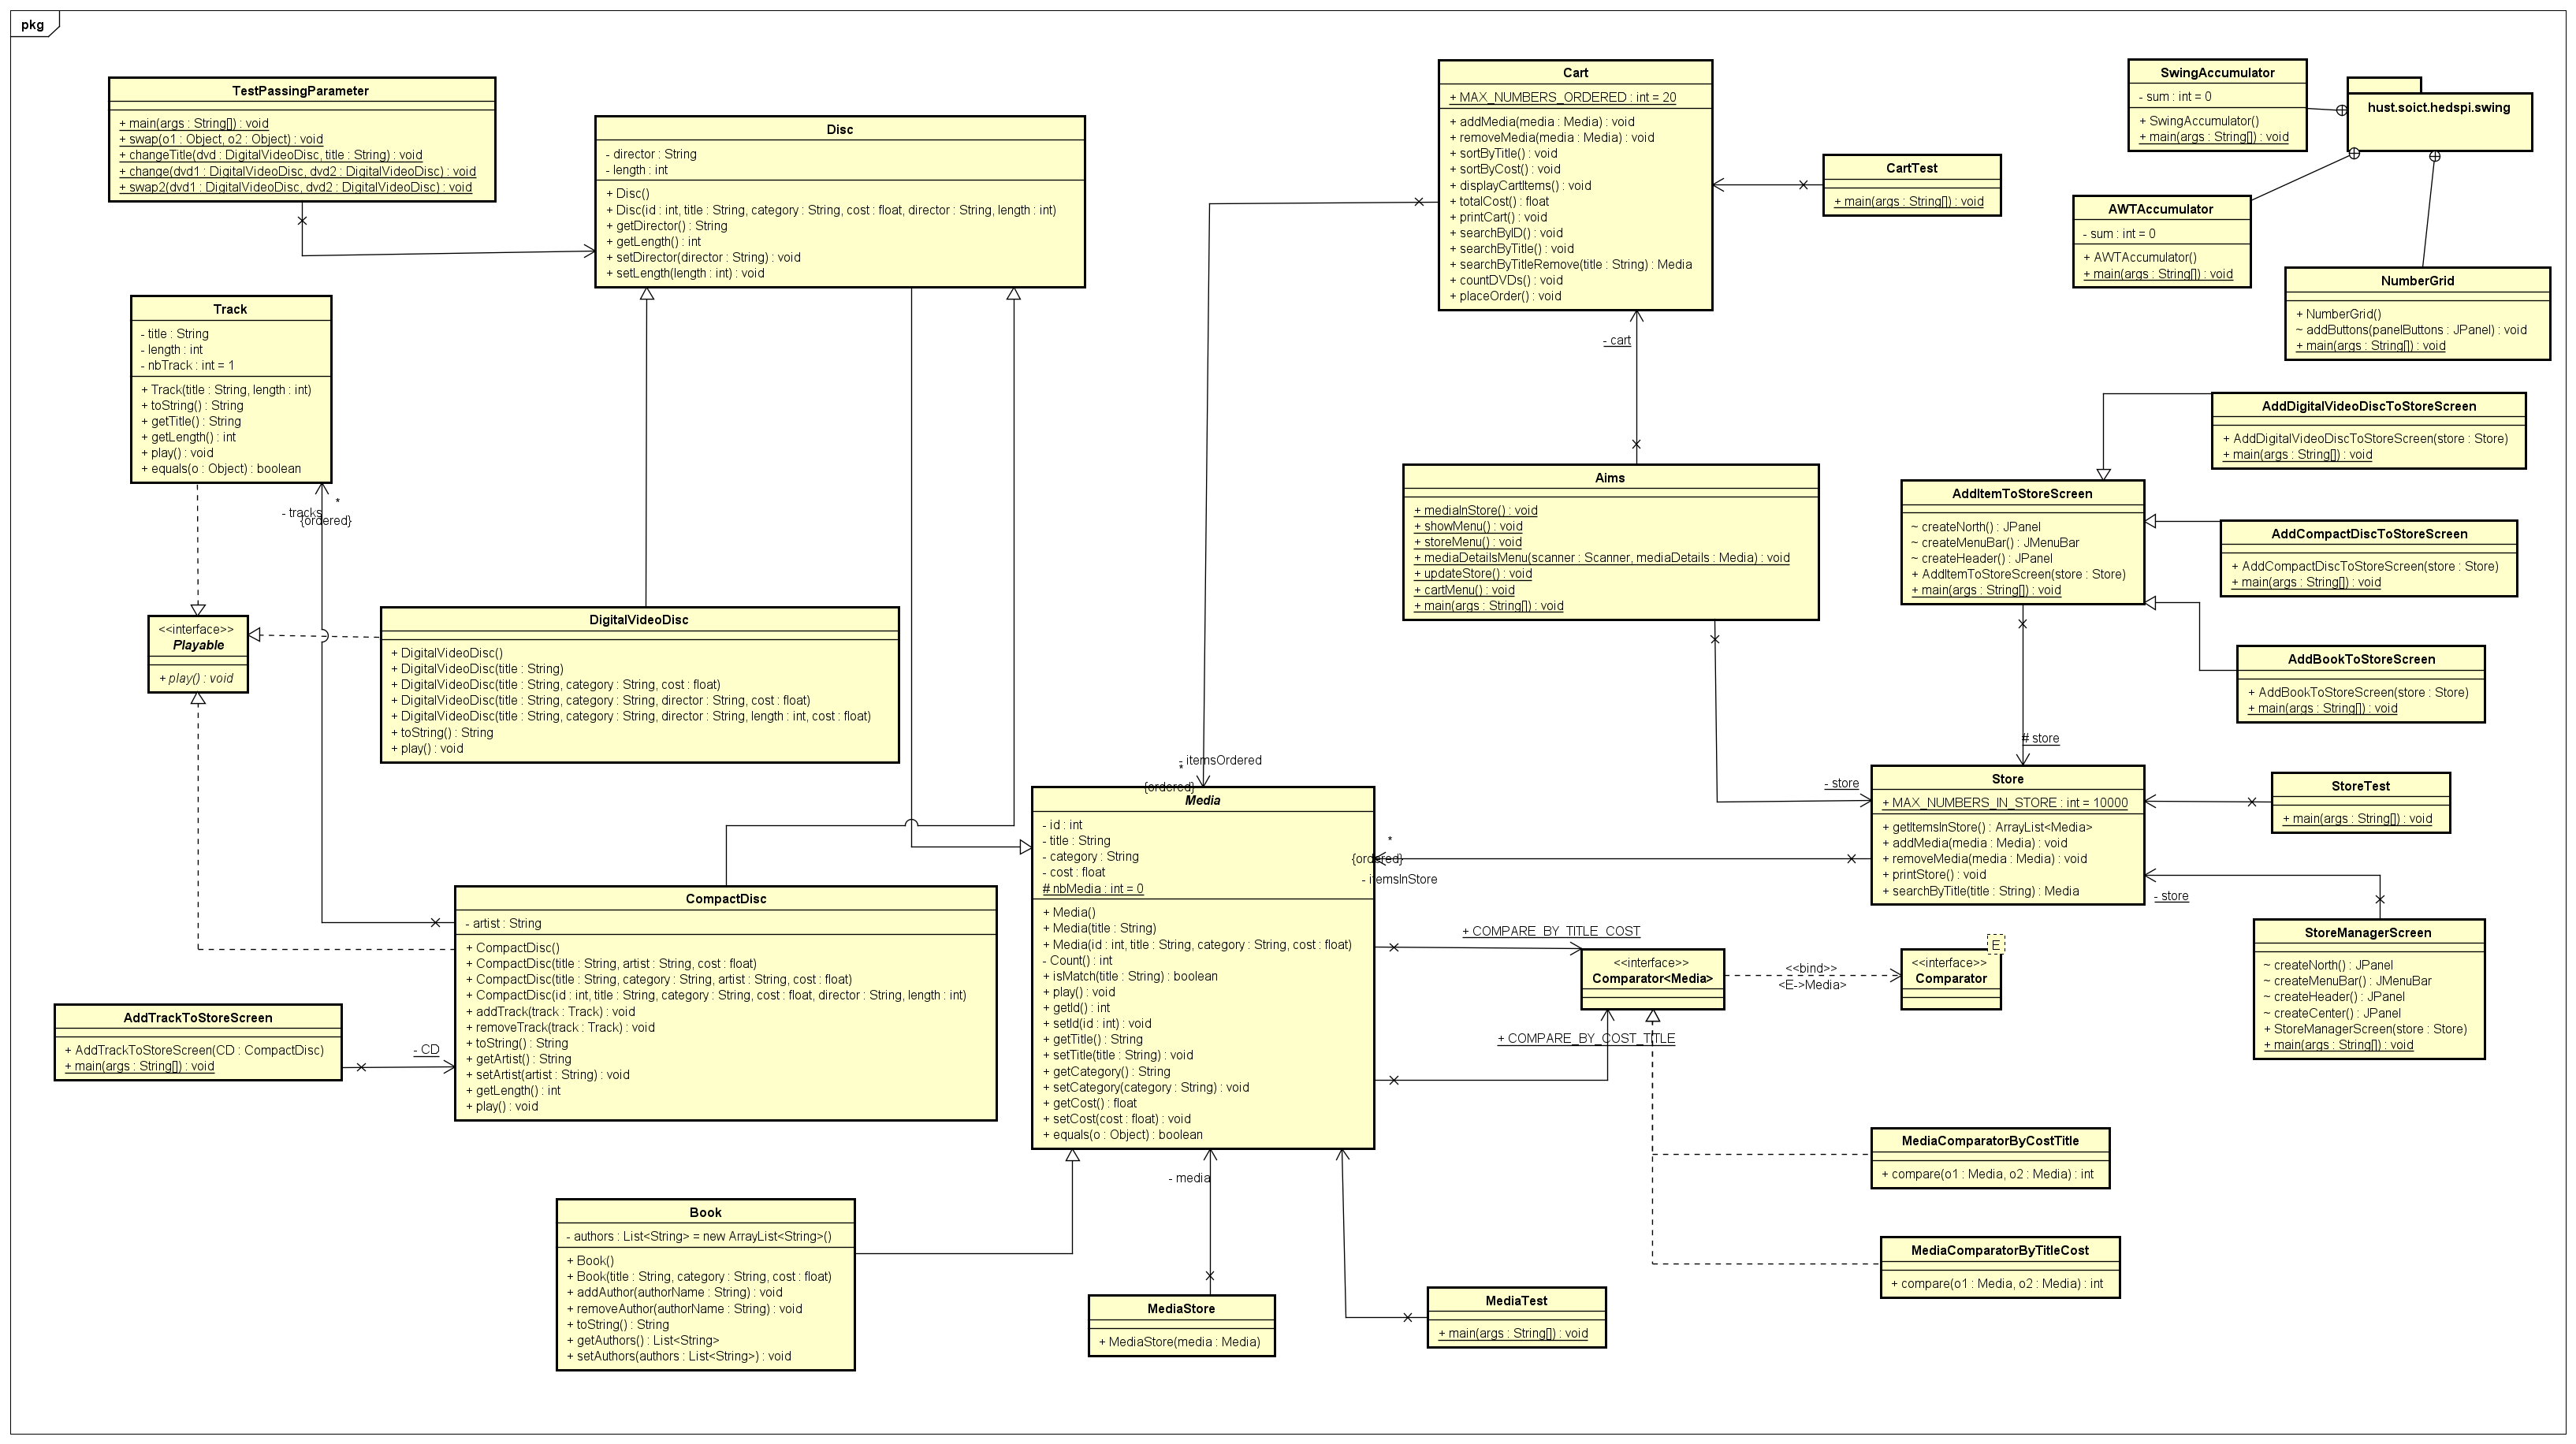 pkg
TestPassingParameter
+ main(args : String[]) : void
+ swap(o1 : Object, o2 : Object) : void
+ changeTitle(dvd : DigitalVideoDisc, title : String) : void
+ change(dvd1 : DigitalVideoDisc, dvd2 : DigitalVideoDisc) : void
+ swap2(dvd1 : DigitalVideoDisc, dvd2 : DigitalVideoDisc) : void
Disc
- director : String
- length : int
+ Disc()
+ Disc(id : int, title : String, category : String, cost : float, director : String, length : int)
+ getDirector() : String
+ getLength() : int
+ setDirector(director : String) : void
+ setLength(length : int) : void
Cart
+ MAX_NUMBERS_ORDERED : int = 20
+ addMedia(media : Media) : void
+ removeMedia(media : Media) : void
+ sortByTitle() : void
+ sortByCost() : void
+ displayCartItems() : void
+ totalCost() : float
+ printCart() : void
+ searchByID() : void
+ searchByTitle() : void
+ searchByTitleRemove(title : String) : Media
+ countDVDs() : void
+ placeOrder() : void
CartTest
+ main(args : String[]) : void
SwingAccumulator
- sum : int = 0
+ SwingAccumulator()
+ main(args : String[]) : void
hust.soict.hedspi.swing
AWTAccumulator
- sum : int = 0
+ AWTAccumulator()
+ main(args : String[]) : void
NumberGrid
+ NumberGrid()
~ addButtons(panelButtons : JPanel) : void
+ main(args : String[]) : void
Track
- title : String
- length : int
- nbTrack : int = 1
+ Track(title : String, length : int)
+ toString() : String
+ getTitle() : String
+ getLength() : int
+ play() : void
+ equals(o : Object) : boolean
*
- tracks
{ordered}
- cart
Aims
+ mediaInStore() : void
+ showMenu() : void
+ storeMenu() : void
+ mediaDetailsMenu(scanner : Scanner, mediaDetails : Media) : void
+ updateStore() : void
+ cartMenu() : void
+ main(args : String[]) : void
AddDigitalVideoDiscToStoreScreen
+ AddDigitalVideoDiscToStoreScreen(store : Store)
+ main(args : String[]) : void
AddItemToStoreScreen
~ createNorth() : JPanel
~ createMenuBar() : JMenuBar
~ createHeader() : JPanel
+ AddItemToStoreScreen(store : Store)
+ main(args : String[]) : void
AddCompactDiscToStoreScreen
+ AddCompactDiscToStoreScreen(store : Store)
+ main(args : String[]) : void
AddBookToStoreScreen
+ AddBookToStoreScreen(store : Store)
+ main(args : String[]) : void
<<interface>>
Playable
+ play() : void
DigitalVideoDisc
+ DigitalVideoDisc()
+ DigitalVideoDisc(title : String)
+ DigitalVideoDisc(title : String, category : String, cost : float)
+ DigitalVideoDisc(title : String, category : String, director : String, cost : float)
+ DigitalVideoDisc(title : String, category : String, director : String, length : int, cost : float)
+ toString() : String
+ play() : void
# store
- itemsOrdered
*
{ordered}
- store
Media
- id : int
- title : String
- category : String
- cost : float
# nbMedia : int = 0
+ Media()
+ Media(title : String)
+ Media(id : int, title : String, category : String, cost : float)
- Count() : int
+ isMatch(title : String) : boolean
+ play() : void
+ getId() : int
+ setId(id : int) : void
+ getTitle() : String
+ setTitle(title : String) : void
+ getCategory() : String
+ setCategory(category : String) : void
+ getCost() : float
+ setCost(cost : float) : void
+ equals(o : Object) : boolean
*
{ordered}
- itemsInStore
Store
+ MAX_NUMBERS_IN_STORE : int = 10000
+ getItemsInStore() : ArrayList<Media>
+ addMedia(media : Media) : void
+ removeMedia(media : Media) : void
+ printStore() : void
+ searchByTitle(title : String) : Media
StoreTest
+ main(args : String[]) : void
- store
StoreManagerScreen
~ createNorth() : JPanel
~ createMenuBar() : JMenuBar
~ createHeader() : JPanel
~ createCenter() : JPanel
+ StoreManagerScreen(store : Store)
+ main(args : String[]) : void
CompactDisc
- artist : String
+ CompactDisc()
+ CompactDisc(title : String, artist : String, cost : float)
+ CompactDisc(title : String, category : String, artist : String, cost : float)
+ CompactDisc(id : int, title : String, category : String, cost : float, director : String, length : int)
+ addTrack(track : Track) : void
+ removeTrack(track : Track) : void
+ toString() : String
+ getArtist() : String
+ setArtist(artist : String) : void
+ getLength() : int
+ play() : void
AddTrackToStoreScreen
+ AddTrackToStoreScreen(CD : CompactDisc)
+ main(args : String[]) : void
- CD
+ COMPARE_BY_TITLE_COST
<<interface>>
Comparator<Media>
<<bind>>
<E->Media>
E
<<interface>>
Comparator
+ COMPARE_BY_COST_TITLE
MediaComparatorByCostTitle
+ compare(o1 : Media, o2 : Media) : int
MediaComparatorByTitleCost
+ compare(o1 : Media, o2 : Media) : int
Book
- authors : List<String> = new ArrayList<String>()
+ Book()
+ Book(title : String, category : String, cost : float)
+ addAuthor(authorName : String) : void
+ removeAuthor(authorName : String) : void
+ toString() : String
+ getAuthors() : List<String>
+ setAuthors(authors : List<String>) : void
- media
MediaStore
+ MediaStore(media : Media)
MediaTest
+ main(args : String[]) : void